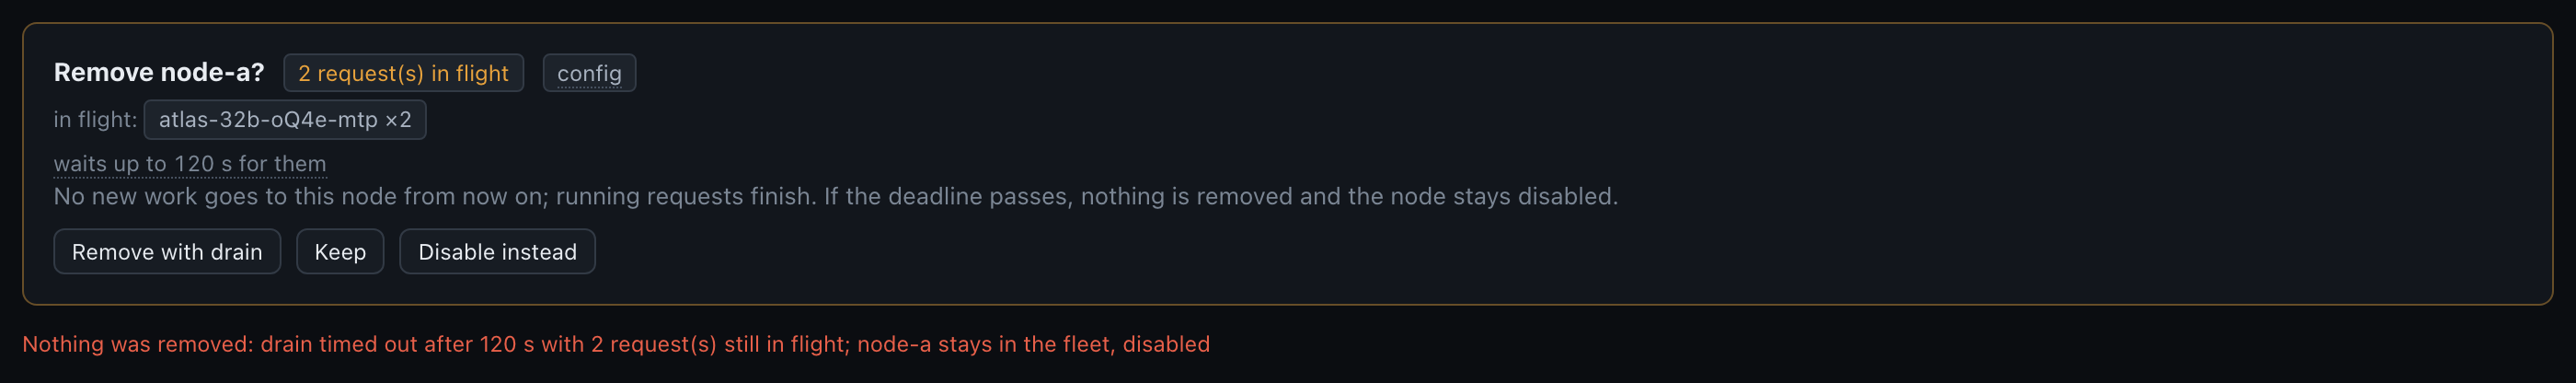 Remove node-a? 2 request(s) in flight config
in flight: atlas-32b-oQ4e-mtp ×2
waits up to 120 s for them
No new work goes to this node from now on; running requests finish. If the deadline passes, nothing is removed and the node stays disabled.
Remove with drain Keep Disable instead
Nothing was removed: drain timed out after 120 s with 2 request(s) still in flight; node-a stays in the fleet, disabled